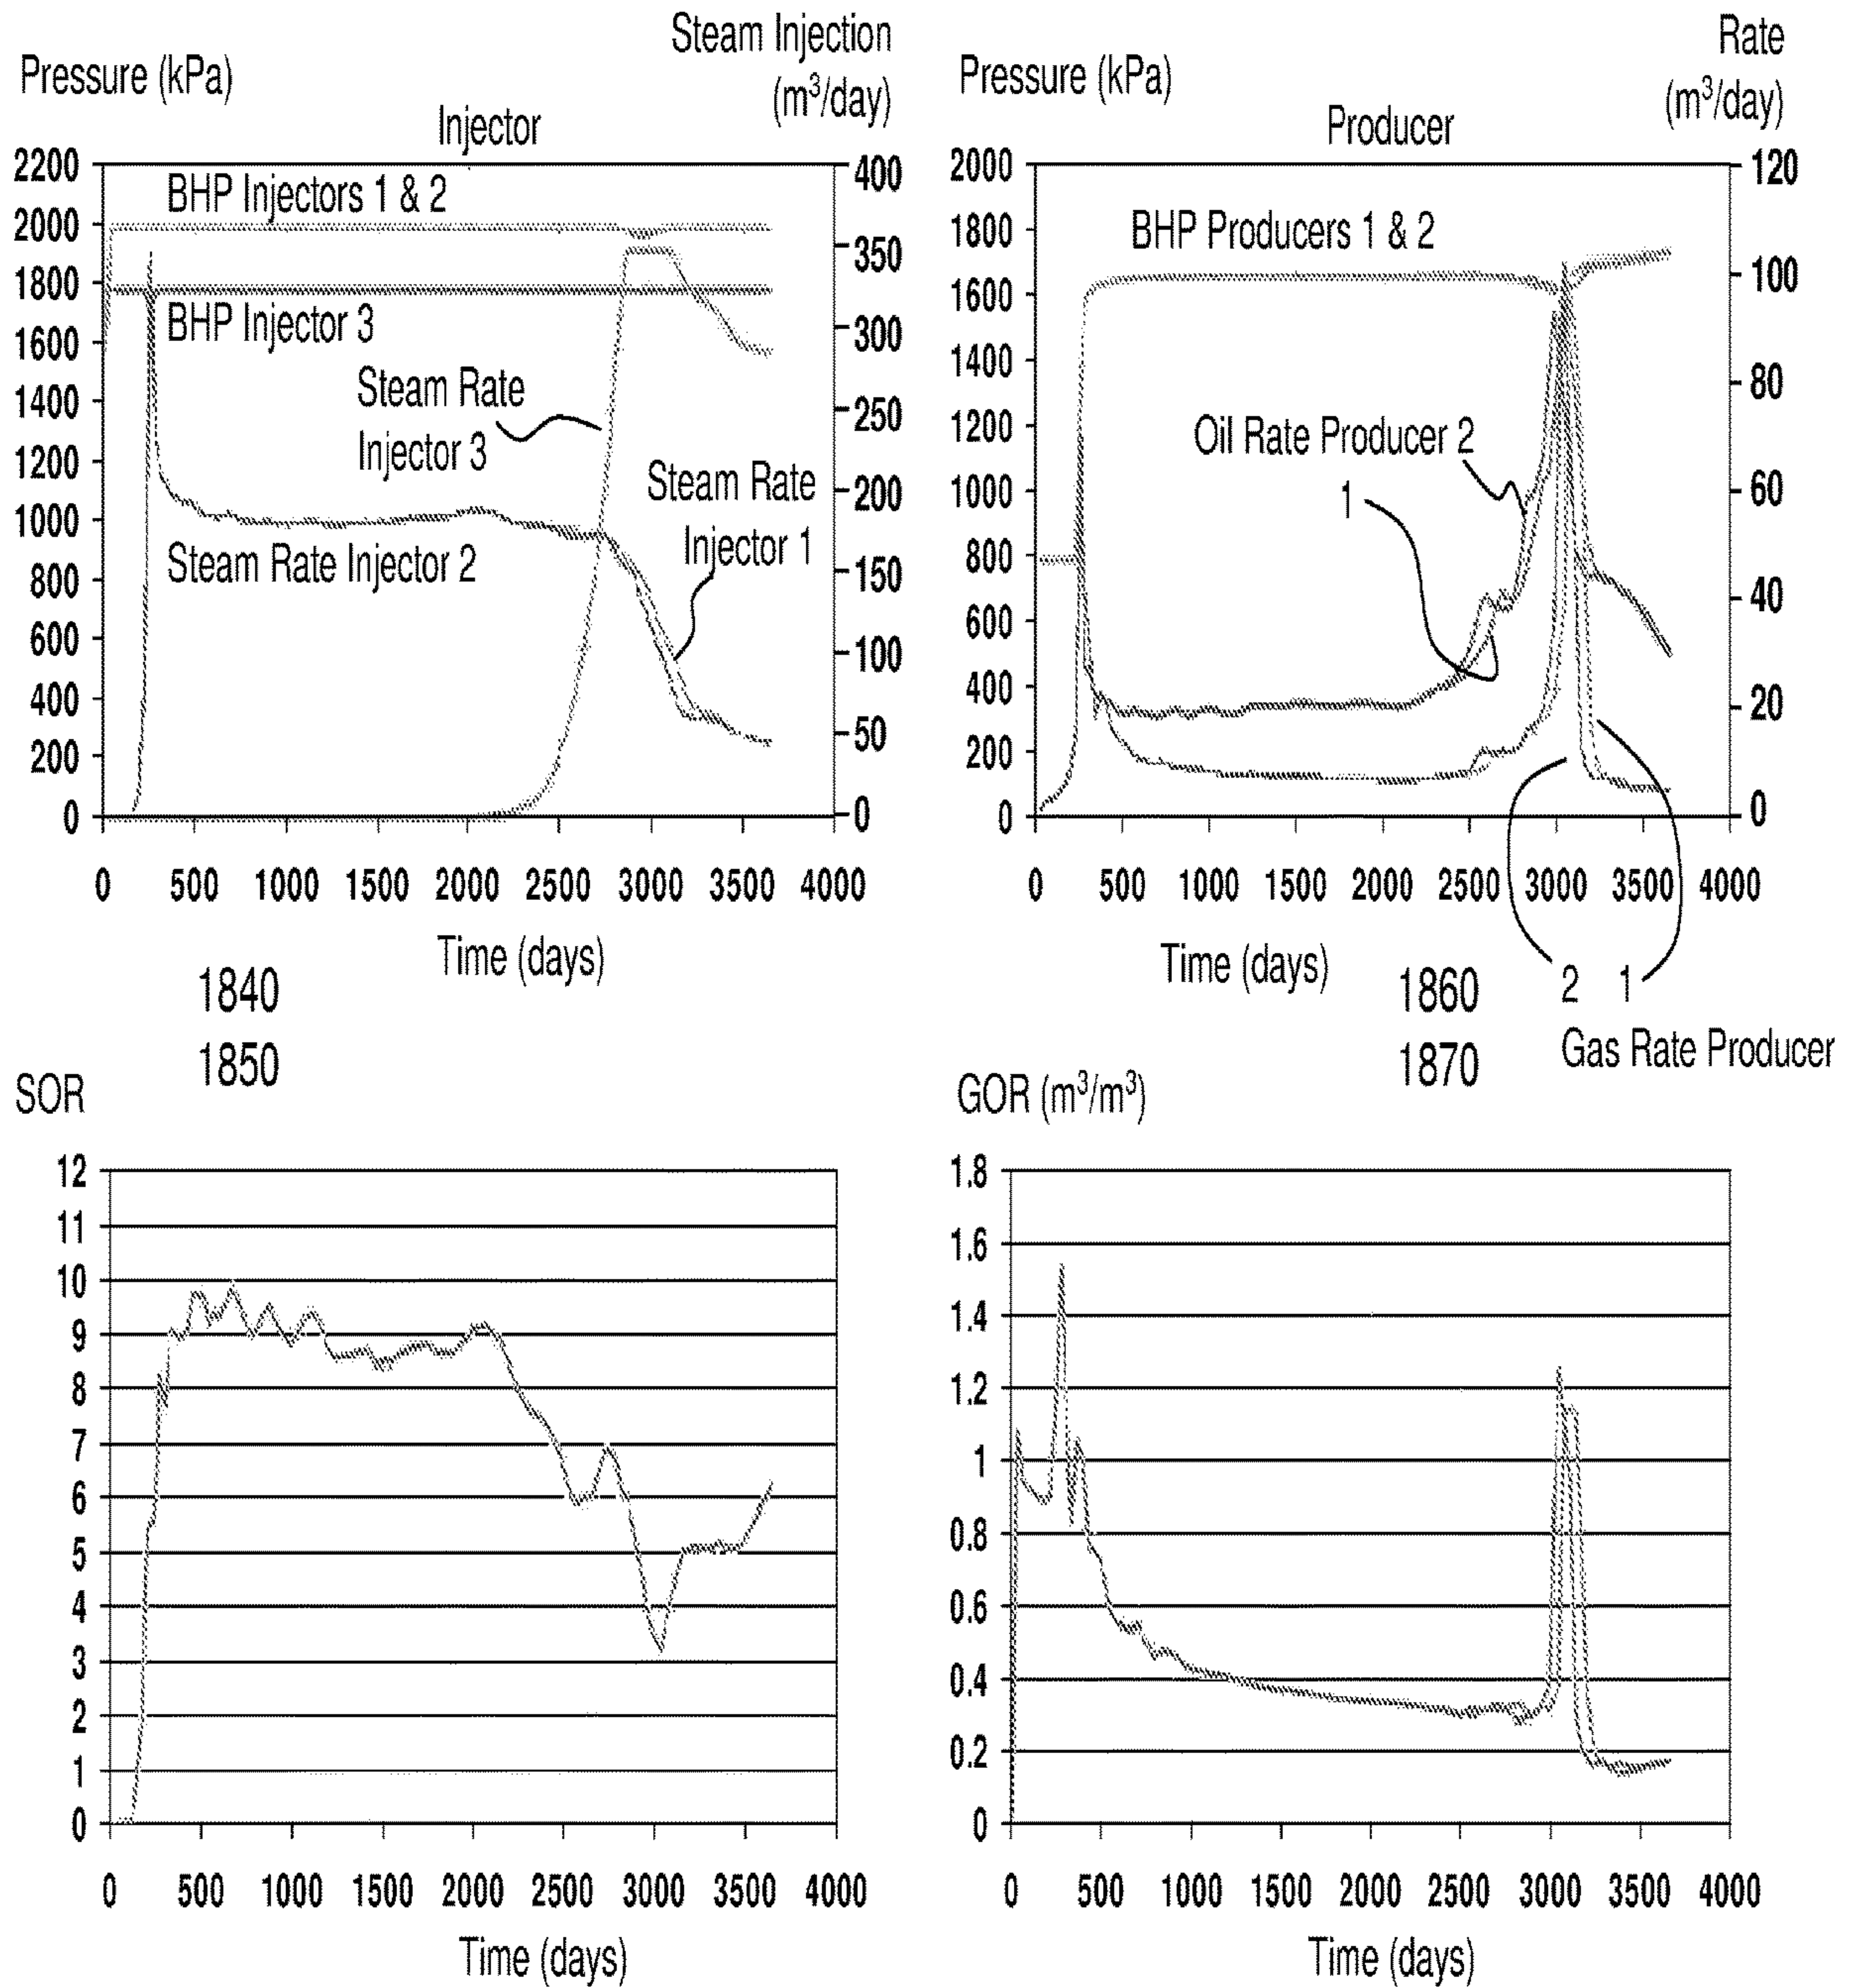 Pressure (kPa)
Steam Injection
(m³/day)
Injector
2200
2000
1800
1600
1400
1200
1000
800
600
400
200
0
400
350
300
250
200
150
100
50
0
BHP Injectors 1 & 2
BHP Injector 3
Steam Rate
Injector 3
Steam Rate
Injector 1
Steam Rate Injector 2
0 500 1000 1500 2000 2500 3000 3500 4000
Time (days)
1840
1850
Pressure (kPa)
Rate
(m³/day)
Producer
2000
1800
1600
1400
1200
1000
800
600
400
200
0
120
100
80
60
40
20
0
BHP Producers 1 & 2
Oil Rate Producer 2
1
0 500 1000 1500 2000 2500 3000 3500 4000
Time (days)
1860
1870
2 1
Gas Rate Producer
SOR
12
11
10
9
8
7
6
5
4
3
2
1
0
0 500 1000 1500 2000 2500 3000 3500 4000
Time (days)
GOR (m³/m³)
1.8
1.6
1.4
1.2
1
0.8
0.6
0.4
0.2
0
0 500 1000 1500 2000 2500 3000 3500 4000
Time (days)